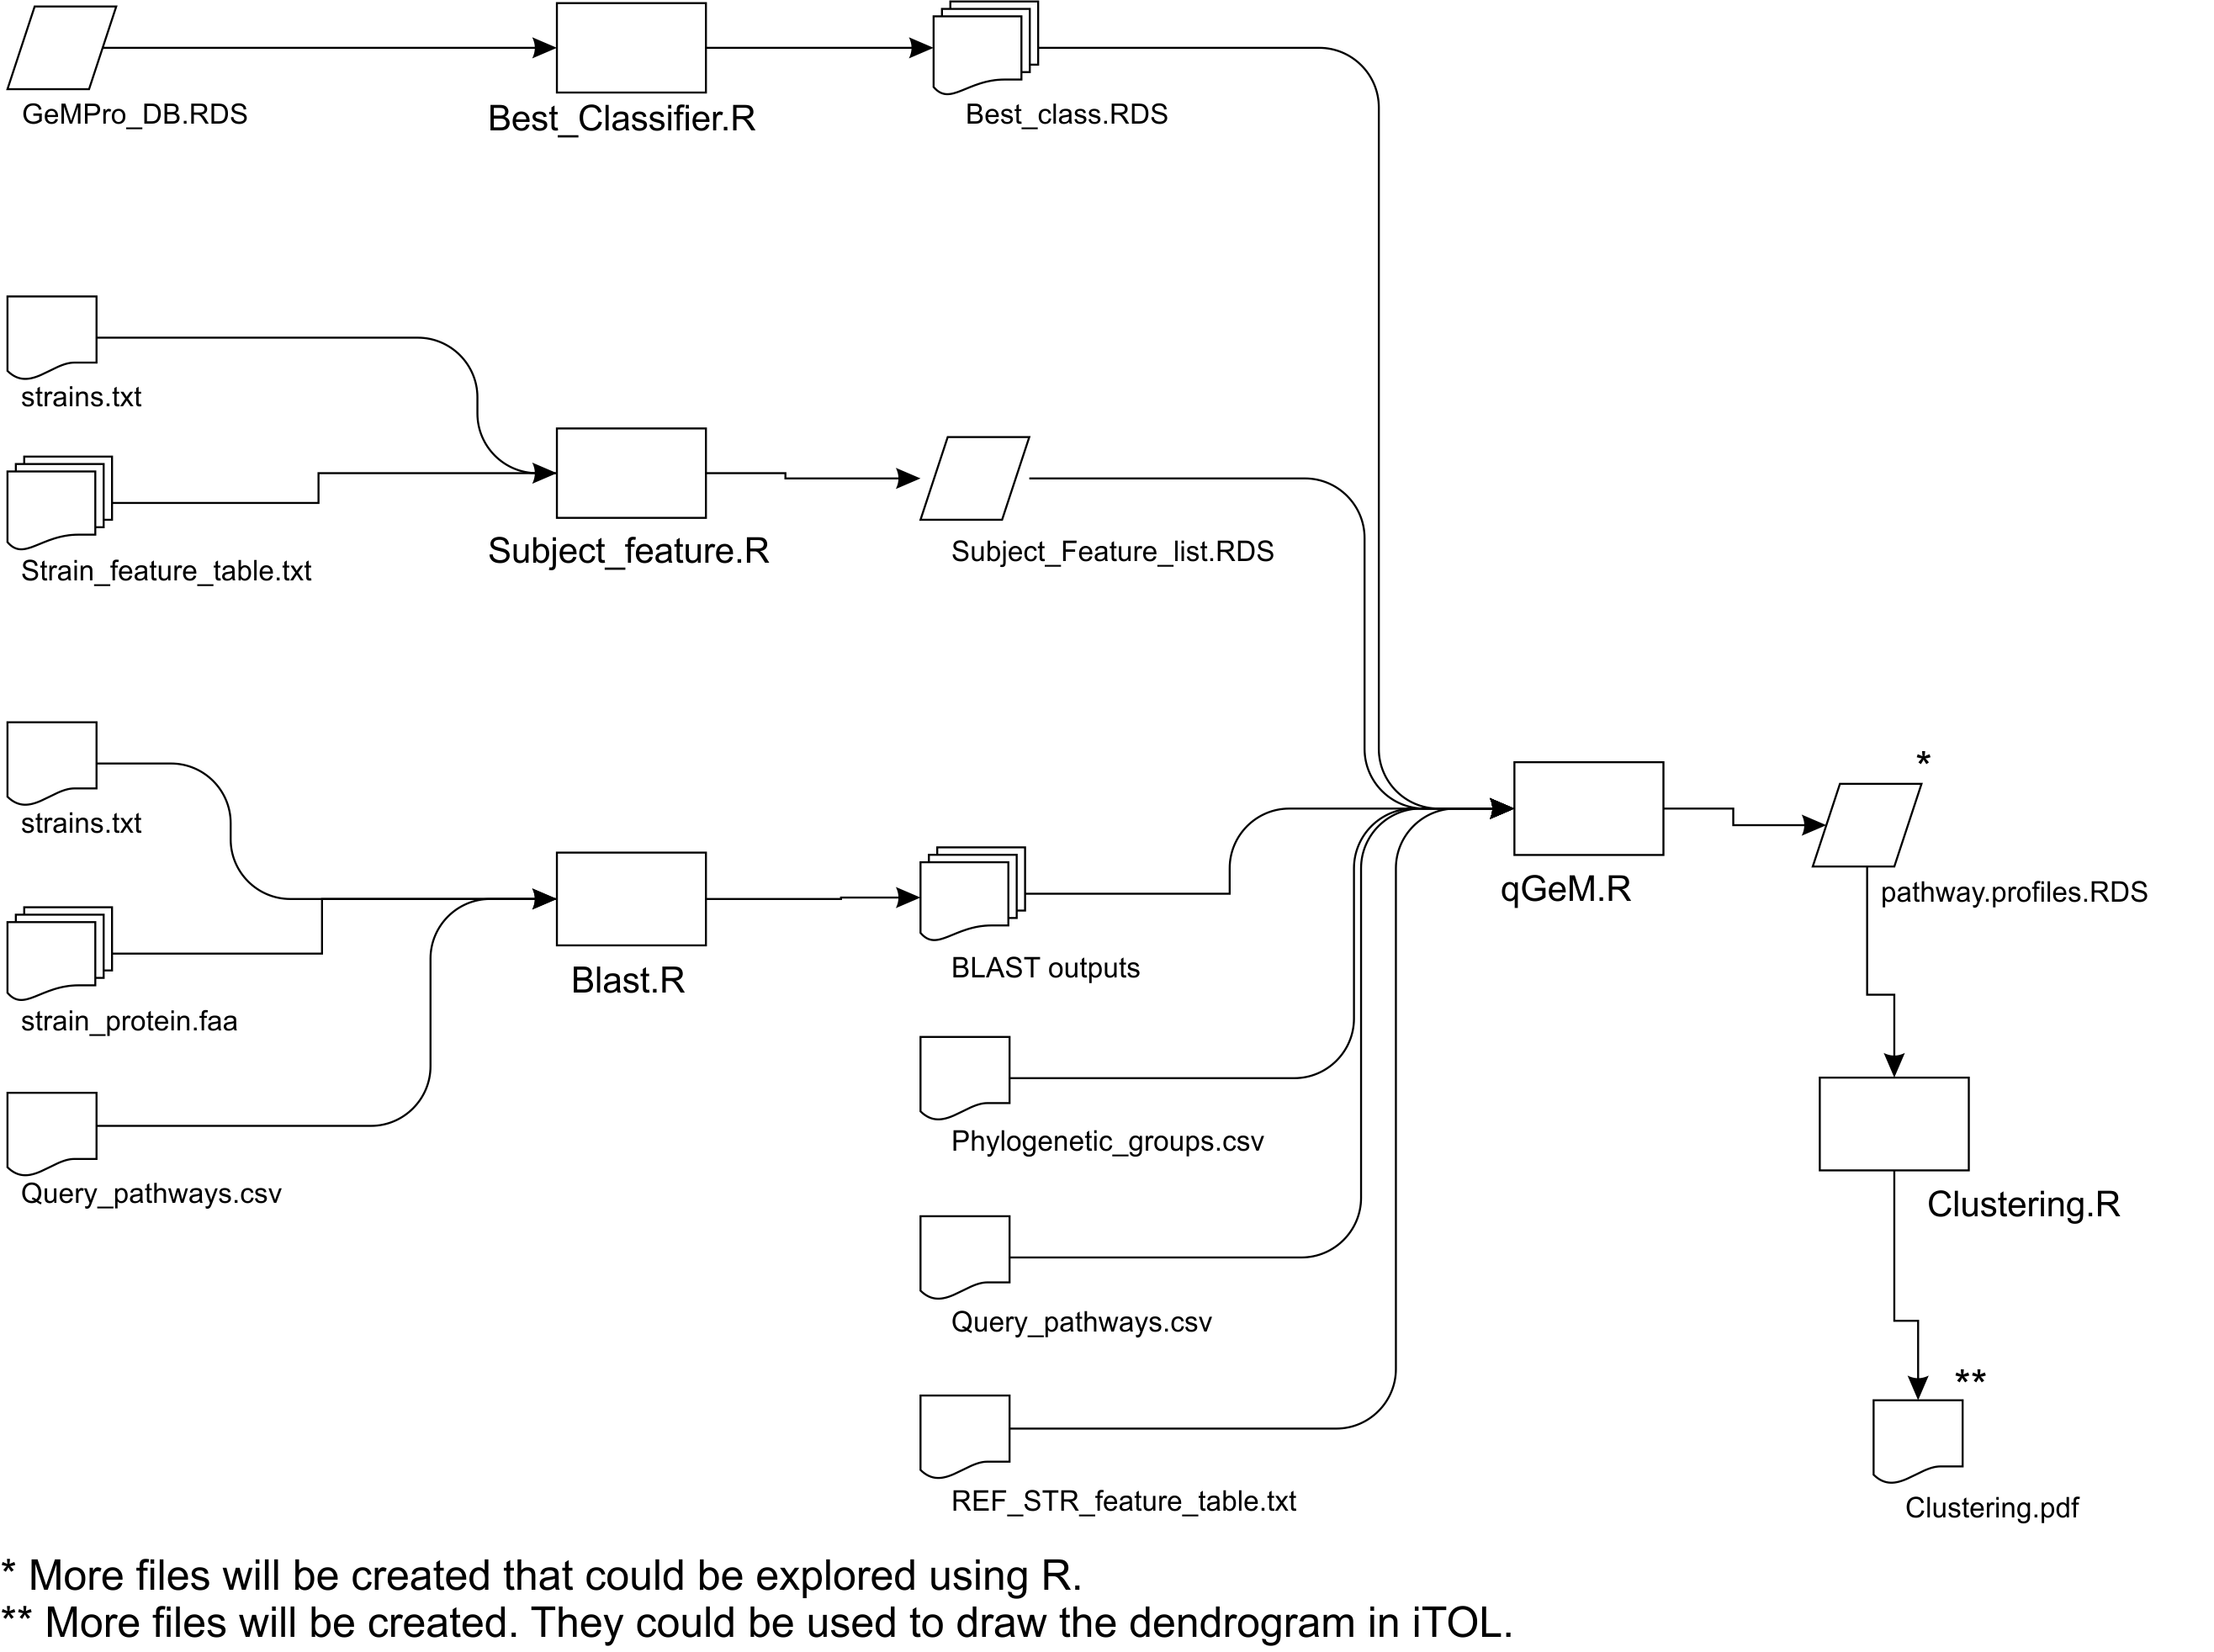 GeMPro_DB.RDS
Best_Classifier.R
Best_class.RDS
strains.txt
Strain_feature_table.txt
Subject_feature.R
Subject_Feature_list.RDS
strains.txt
strain_protein.faa
Query_pathways.csv
Blast.R
BLAST outputs
Phylogenetic_groups.csv
Query_pathways.csv
REF_STR_feature_table.txt
qGeM.R
*
pathway.profiles.RDS
Clustering.R
**
Clustering.pdf
* More files will be created that could be explored using R.
** More files will be created. They could be used to draw the dendrogram in iTOL.